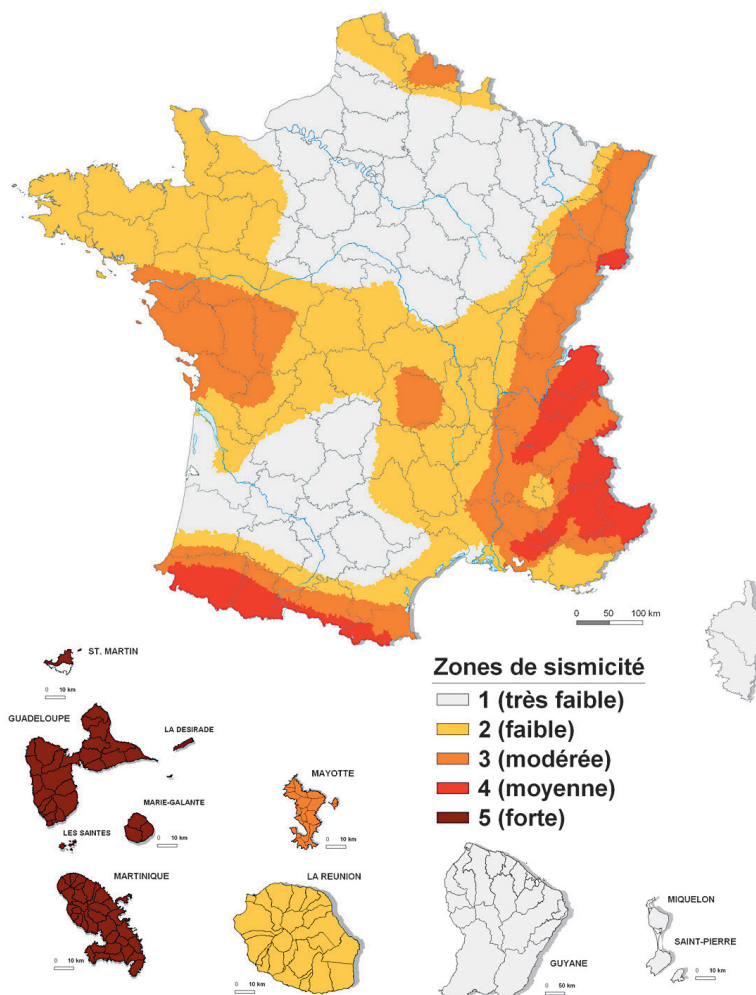 0 50 100 km
ST. MARTIN
0 10 km
GUADELOUPE
LA DESIRADE
MARIE-GALANTE
0 10 km
LES SAINTES
MAYOTTE
0 10 km
Zones de sismicité
1 (très faible)
2 (faible)
3 (modérée)
4 (moyenne)
5 (forte)
MARTINIQUE
0 10 km
LA REUNION
0 10 km
GUYANE
0 50 km
MIQUELON
SAINT-PIERRE
0 10 km